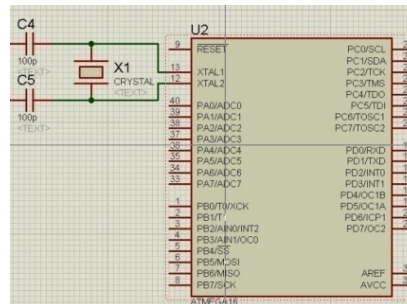 C4
100p
<TEXT>
C5
100p
<TEXT>
X1
CRYSTAL
<TEXT>
U2
9 RESET
13 XTAL1
12 XTAL2
40 PA0/ADC0
39 PA1/ADC1
38 PA2/ADC2
37 PA3/ADC3
36 PA4/ADC4
35 PA5/ADC5
34 PA6/ADC6
33 PA7/ADC7
1 PB0/T0/XCK
2 PB1/T1
3 PB2/AIN0/INT2
4 PB3/AIN1/OC0
5 PB4/SS
6 PB5/MOSI
7 PB6/MISO
8 PB7/SCK
PC0/SCL
PC1/SDA
PC2/TCK
PC3/TMS
PC4/TDO
PC5/TDI
PC6/TOSC1
PC7/TOSC2
PD0/RXD
PD1/TXD
PD2/INT0
PD3/INT1
PD4/OC1B
PD5/OC1A
PD6/ICP1
PD7/OC2
AREF
AVCC
ATMEGA16